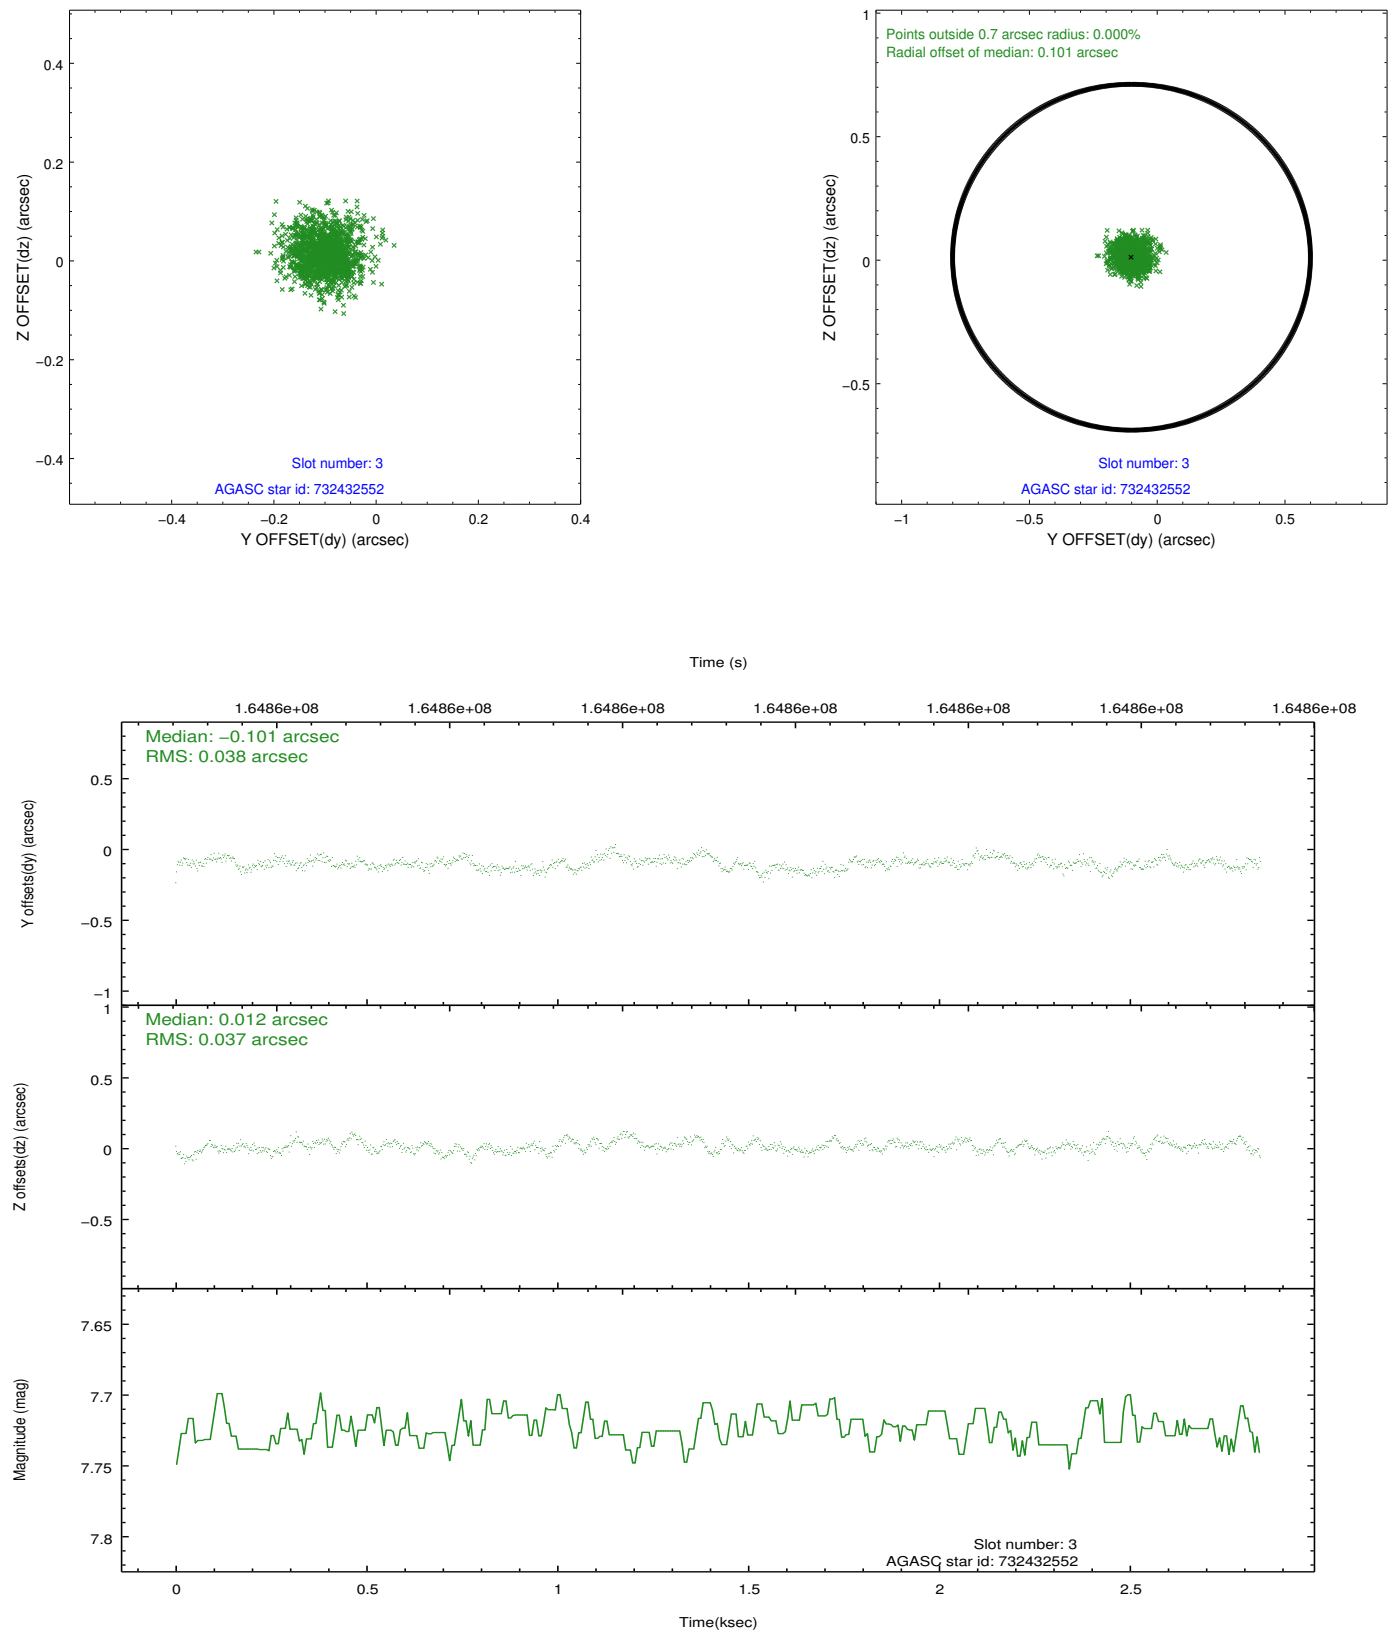 0.4
0.2
0
−0.2
−0.4
Z OFFSET(dz) (arcsec)
Slot number: 3
AGASC star id: 732432552
−0.4
−0.2
0
0.2
0.4
Y OFFSET(dy) (arcsec)
Points outside 0.7 arcsec radius: 0.000%
Radial offset of median: 0.101 arcsec
1
0.5
0
−0.5
Z OFFSET(dz) (arcsec)
Slot number: 3
AGASC star id: 732432552
−1
−0.5
0
0.5
Y OFFSET(dy) (arcsec)
Time (s)
1.6486e+08 1.6486e+08 1.6486e+08 1.6486e+08 1.6486e+08 1.6486e+08 1.6486e+08
Median: −0.101 arcsec
RMS: 0.038 arcsec
0.5
0
−0.5
−1
Y offsets(dy) (arcsec)
Median: 0.012 arcsec
RMS: 0.037 arcsec
1
0.5
0
−0.5
Z offsets(dz) (arcsec)
7.65
7.7
7.75
7.8
Magnitude (mag)
Slot number: 3
AGASC star id: 732432552
0 0.5 1 1.5 2 2.5
Time(ksec)